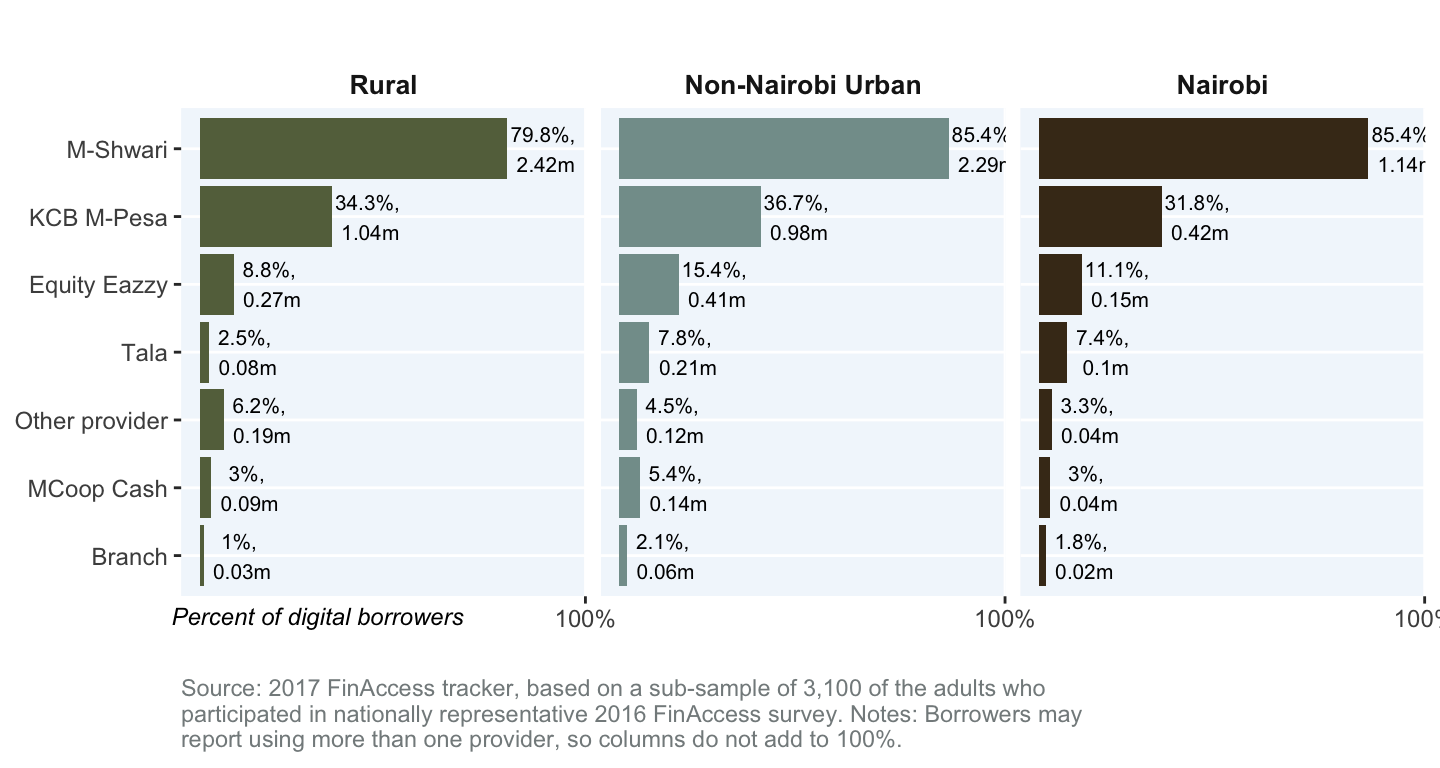 Rural
Non-Nairobi Urban
Nairobi
M-Shwari
79.8%,
2.42m
85.4%
2.29m
85.4%
1.14m
KCB M-Pesa
34.3%,
1.04m
36.7%,
0.98m
31.8%,
0.42m
Equity Eazzy
8.8%,
0.27m
15.4%,
0.41m
11.1%,
0.15m
Tala
2.5%,
0.08m
7.8%,
0.21m
7.4%,
0.1m
Other provider
6.2%,
0.19m
4.5%,
0.12m
3.3%,
0.04m
MCoop Cash
3%,
0.09m
5.4%,
0.14m
3%,
0.04m
Branch
1%,
0.03m
2.1%,
0.06m
1.8%,
0.02m
Percent of digital borrowers
100%
100%
100%
Source: 2017 FinAccess tracker, based on a sub-sample of 3,100 of the adults who
participated in nationally representative 2016 FinAccess survey. Notes: Borrowers may
report using more than one provider, so columns do not add to 100%.